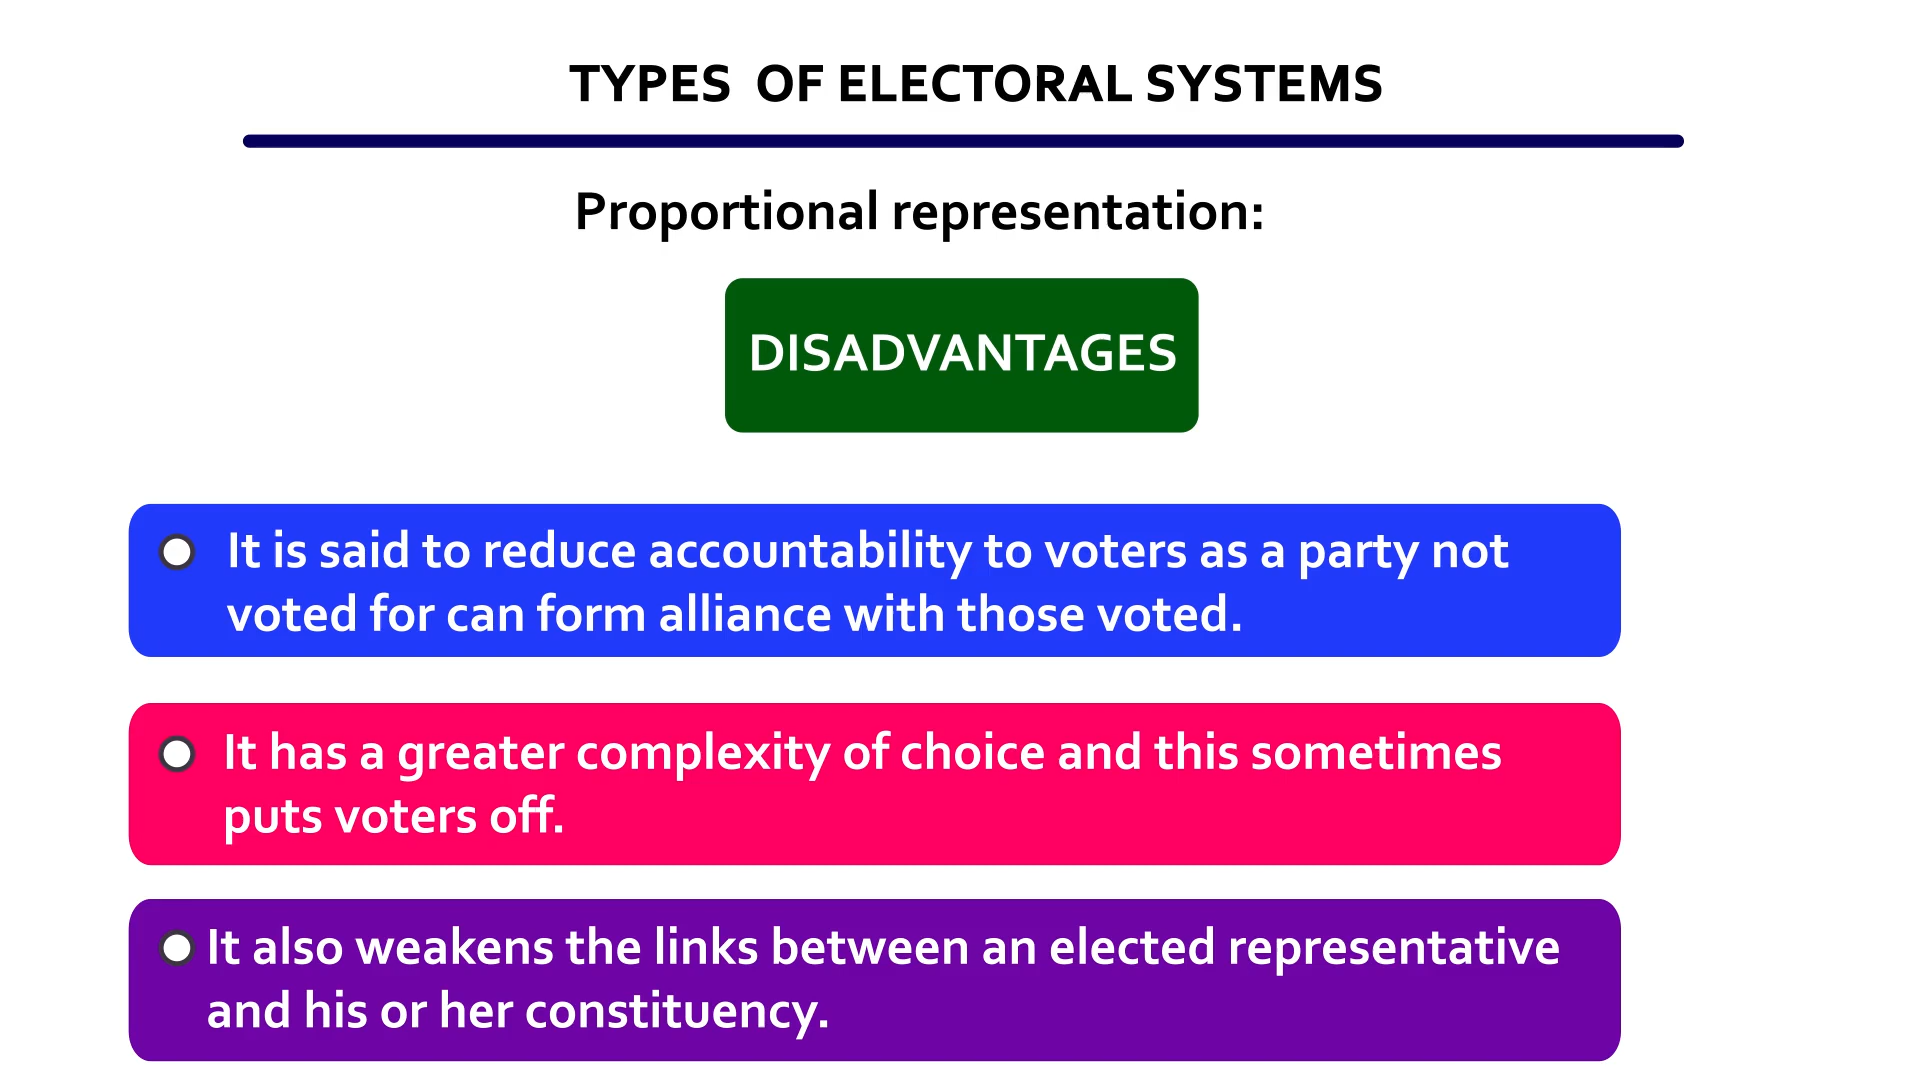 TYPES  OF ELECTORAL SYSTEMS
Proportional representation:
DISADVANTAGES
It is said to reduce accountability to voters as a party not
voted for can form alliance with those voted.
It has a greater complexity of choice and this sometimes
puts voters off.
It also weakens the links between an elected representative
and his or her constituency.